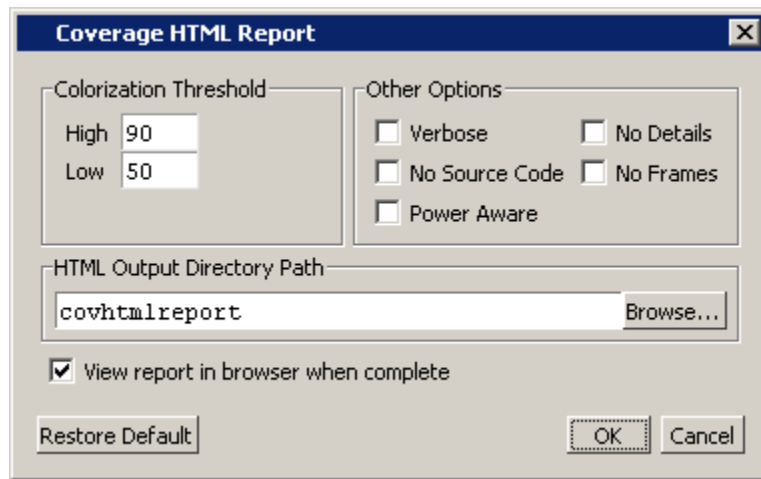 Coverage HTML Report
Colorization Threshold
High 90
Low 50
Other Options
Verbose No Details
No Source Code No Frames
Power Aware
HTML Output Directory Path
covhtmlreport Browse...
View report in browser when complete
Restore Default OK Cancel